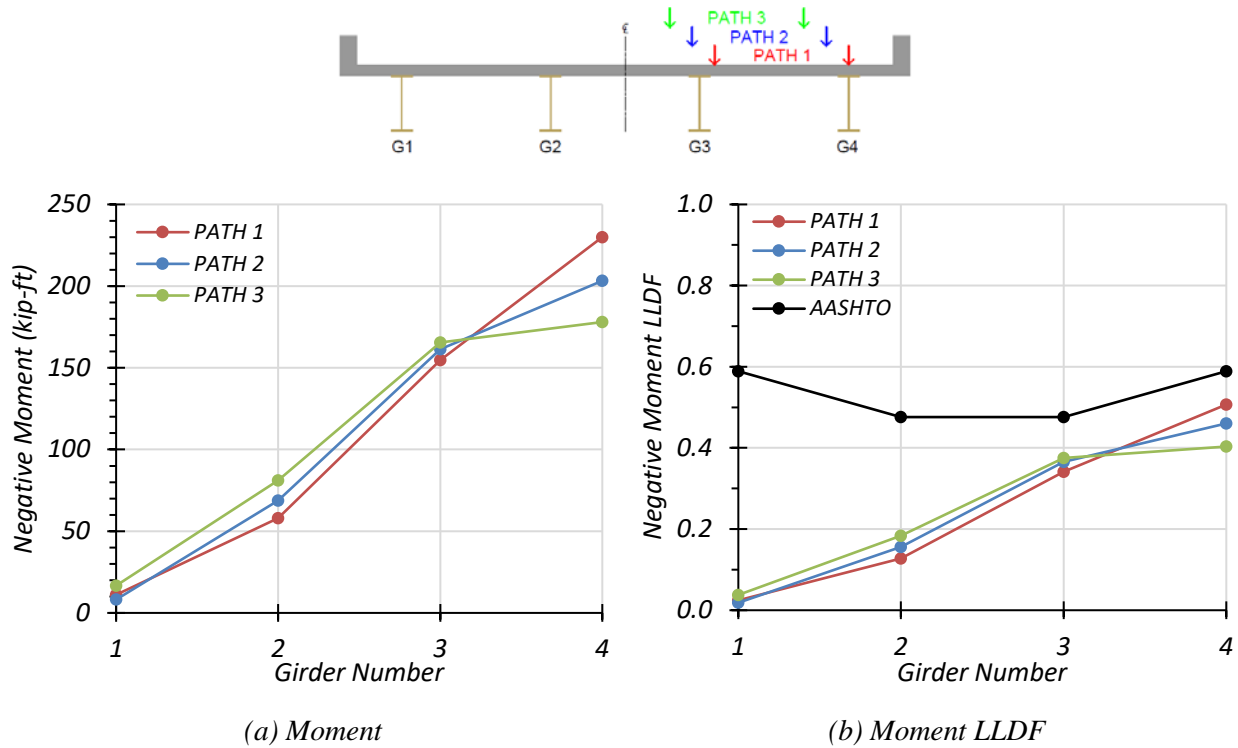 PATH 3
℄
PATH 2
PATH 1
G1
G2
G3
G4
250
200
150
100
50
0
Negative Moment (kip-ft)
PATH 1
PATH 2
PATH 3
1
2
3
4
Girder Number
(a) Moment
1.0
0.8
0.6
0.4
0.2
0.0
Negative Moment LLDF
PATH 1
PATH 2
PATH 3
AASHTO
1
2
3
4
Girder Number
(b) Moment LLDF